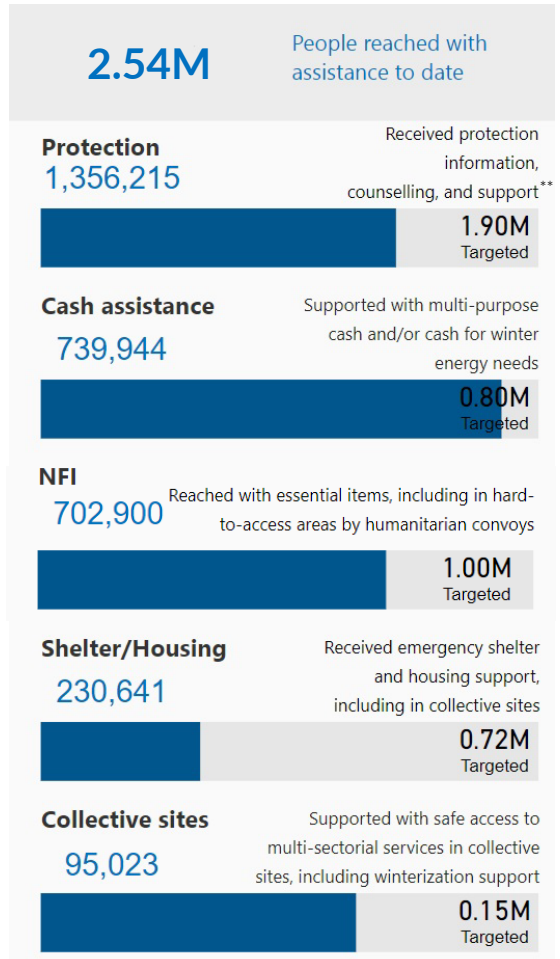 2.54M
People reached with
assistance to date
Protection
1,356,215
Received protection
information,
counselling, and support**
1.90M
Targeted
Cash assistance
739,944
Supported with multi-purpose
cash and/or cash for winter
energy needs
0.80M
Targeted
NFI
702,900
Reached with essential items, including in hard-
to-access areas by humanitarian convoys
1.00M
Targeted
Shelter/Housing
230,641
Received emergency shelter
and housing support,
including in collective sites
0.72M
Targeted
Collective sites
95,023
Supported with safe access to
multi-sectorial services in collective
sites, including winterization support
0.15M
Targeted